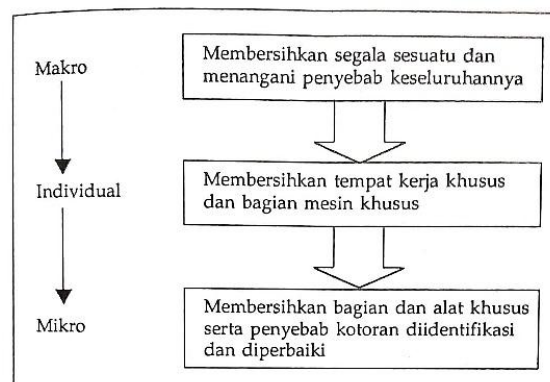 Makro
Membersihkan segala sesuatu dan
menangani penyebab keseluruhannya
Individual
Membersihkan tempat kerja khusus
dan bagian mesin khusus
Mikro
Membersihkan bagian dan alat khusus
serta penyebab kotoran diidentifikasi
dan diperbaiki